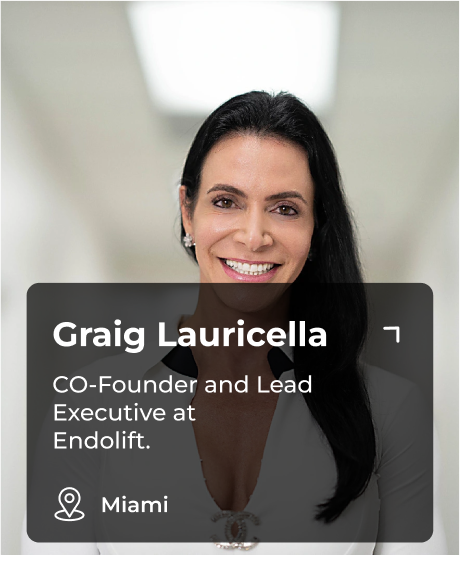 Graig Lauricella
CO-Founder and Lead
Executive at
Endolift.
Miami